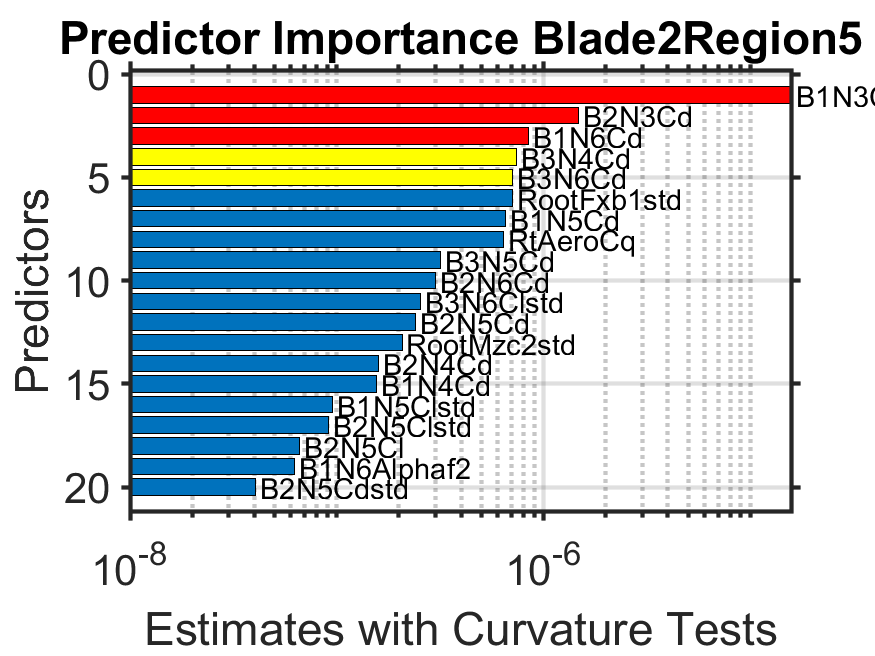 Predictor Importance Blade2Region5
0
5
10
15
20
Predictors
B2N3Cd
B1N6Cd
B3N4Cd
B3N6Cd
RootFxb1std
B1N5Cd
RtAeroCq
B3N5Cd
B2N6Cd
B3N6Clstd
B2N5Cd
RootMzc2std
B2N4Cd
B1N4Cd
B1N5Clstd
B2N5Clstd
B2N5Cl
B1N6Alphaf2
B2N5Cdstd
10-8
10-6
Estimates with Curvature Tests